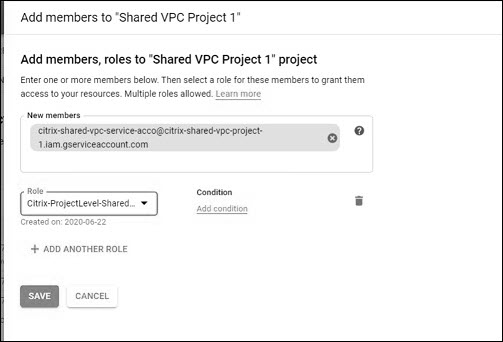 Add members to "Shared VPC Project 1"
Add members, roles to "Shared VPC Project 1" project
Enter one or more members below. Then select a role for these members to grant them
access to your resources. Multiple roles allowed. Learn more
New members
citrix-shared-vpc-service-acco@citrix-shared-vpc-project-
1.iam.gserviceaccount.com
Role
Citrix-ProjectLevel-Shared...
Condition
Add condition
Created on: 2020-06-22
+ ADD ANOTHER ROLE
SAVE
CANCEL